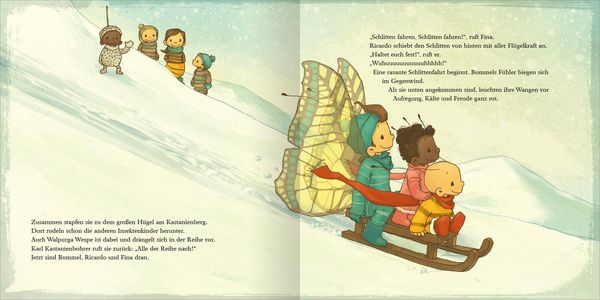 Zusammen stapfen sie zu dem großen Hügel am Kastanienberg.
Dort rodeln schon die anderen Insektenkinder herunter.
Auch Walpurga Wespe ist dabei und drängelt sich in der Reihe vor.
Karl Kastanienbohrer ruft sie zurück: „Alle der Reihe nach!“
Jetzt sind Bommel, Ricardo und Fina dran.
„Schlitten fahren, Schlitten fahren!“, ruft Fina.
Ricardo schiebt den Schlitten von hinten mit aller Flügelkraft an.
„Haltet euch fest!“, ruft er.
„Wuhuuuuuuuuuuuhhhhh!“
Eine rasante Schlittenfahrt beginnt. Bommels Fühler biegen sich
im Gegenwind.
Als sie unten angekommen sind, leuchten ihre Wangen vor
Aufregung, Kälte und Freude ganz rot.